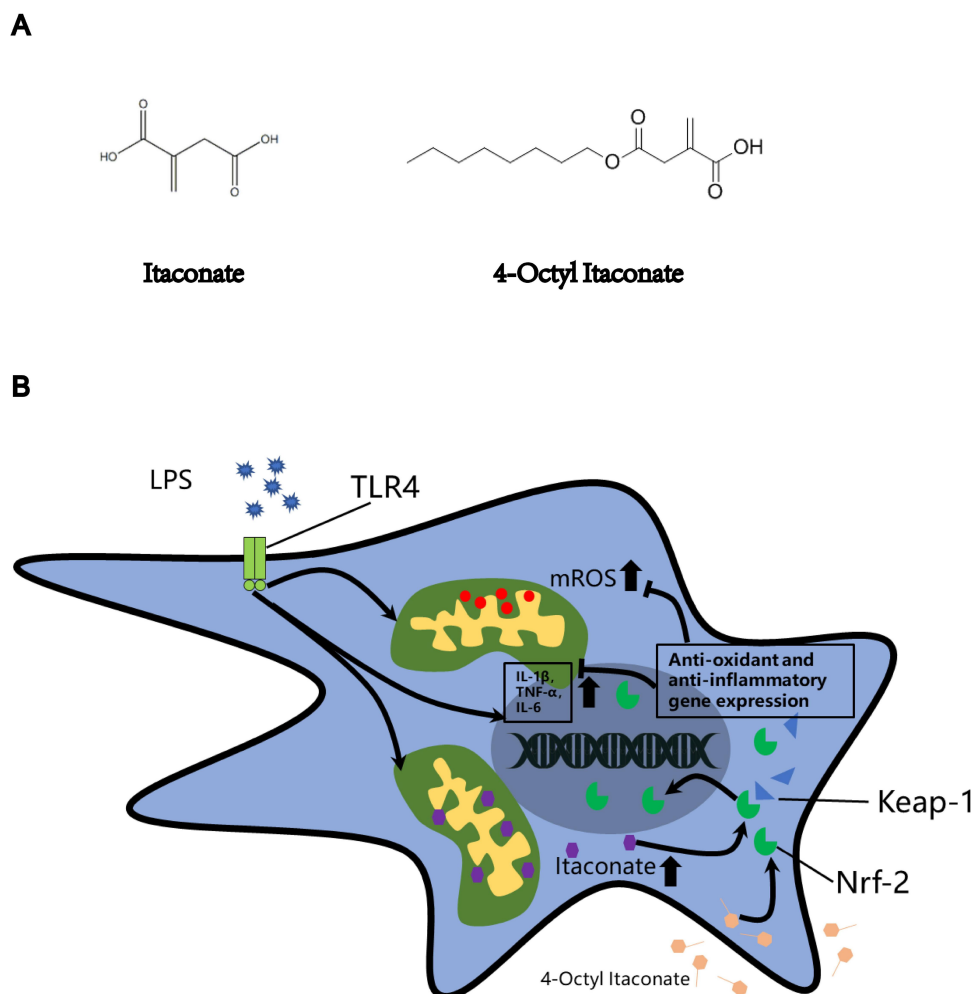 A
O
HO
OH
O
O
O
OH
O
Itaconate
4-Octyl Itaconate
B
LPS
TLR4
mROS
IL-1β,
TNF-α,
IL-6
Anti-oxidant and
anti-inflammatory
gene expression
Keap-1
Itaconate
Nrf-2
4-Octyl Itaconate